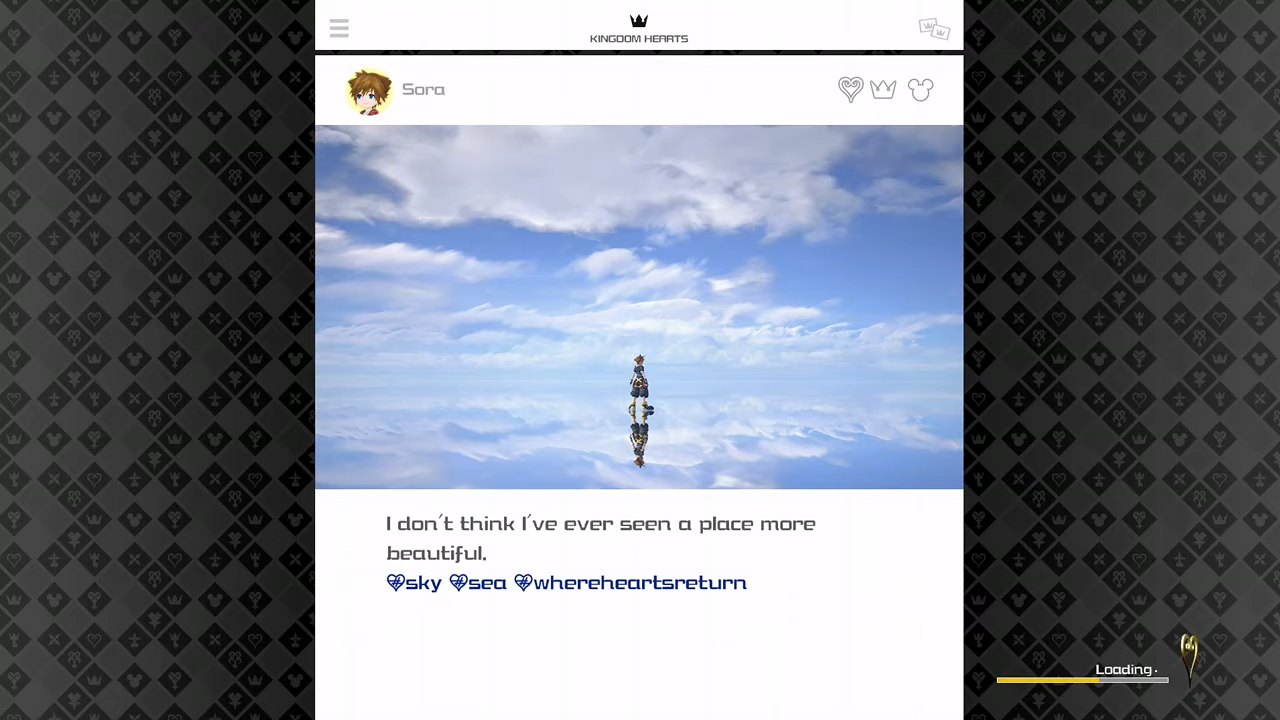 KINGDOM HEARTS
Sora
I don't think I've ever seen a place more
beautiful.
#sky #sea #whereheartsreturn
Loading.